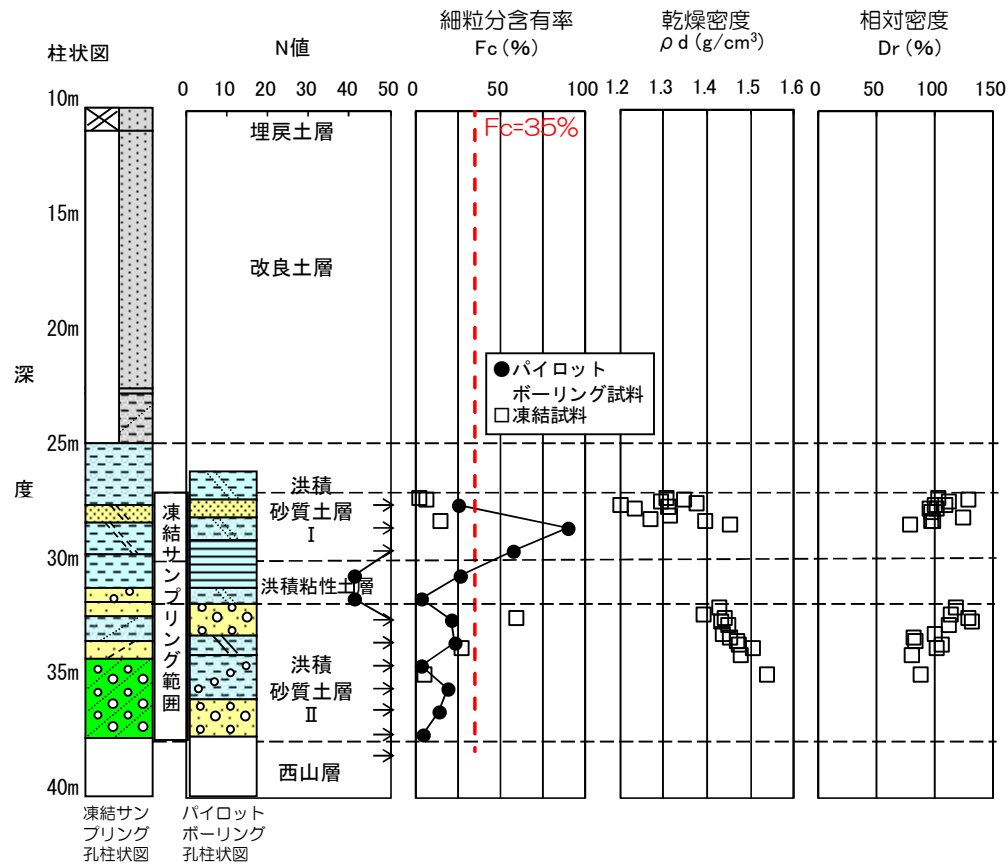 柱状図
N値
細粒分含有率
Fc(%)
乾燥密度
ρd(g/cm³)
相対密度
Dr(%)
0 10 20 30 40 50
0 50 100
1.2 1.3 1.4 1.5 1.6
0 50 100 150
10m
15m
20m
25m
30m
35m
40m
深
度
埋戻土層
改良土層
洪積
砂質土層
I
洪積粘性土層
洪積
砂質土層
II
西山層
凍結サンプリング範囲
Fc=35%
●パイロット
ボーリング試料
□凍結試料
凍結サン
プリング
孔柱状図
パイロット
ボーリング
孔柱状図